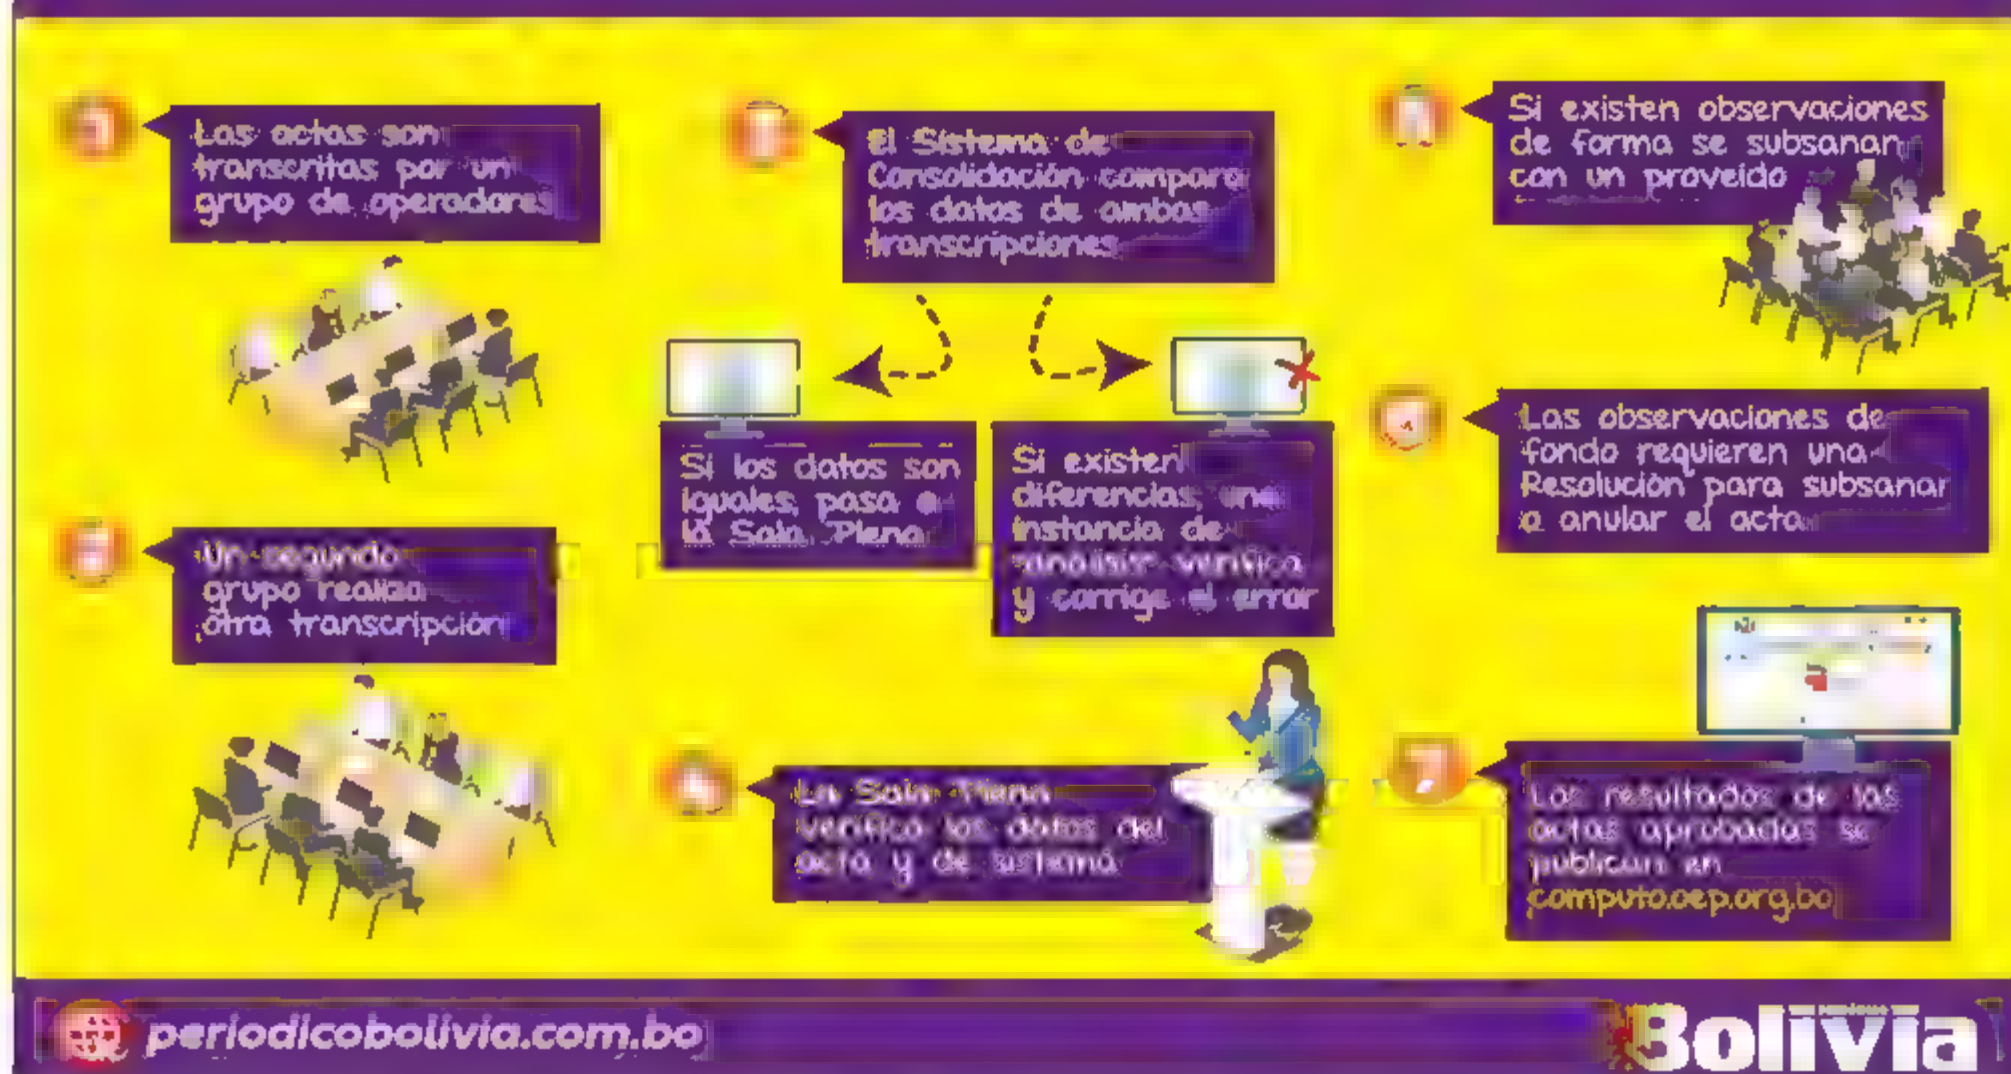 Las actas son
transcritas por un
grupo de operadores
Un segundo
grupo realiza
otra transcripción
El Sistema de
Consolidación compara
los datos de ambas
transcripciones
Si los datos son
iguales, pasa a
la Sala Plena
Si existen
diferencias, una
instancia de
análisis verifica
y corrige el error
La Sala Plena
verifica los datos del
acta y de sistema
Si existen observaciones
de forma se subsanan
con un proveído
Las observaciones de
fondo requieren una
Resolución para subsanar
o anular el acta
7
Los resultados de las
actas aprobadas se
publican en
computo.oep.org.bo
periodicobolivia.com.bo
Bolivia